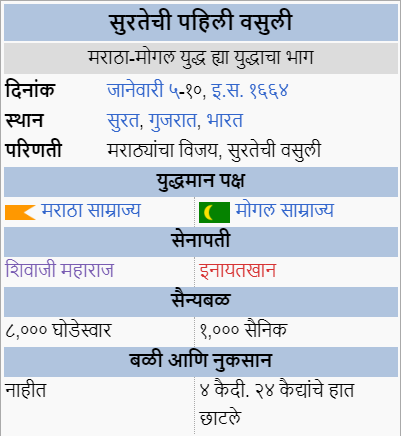 सुरतेची पहिली वसुली
मराठा-मोगल युद्ध ह्या युद्धाचा भाग
दिनांक जानेवारी ५-१०, इ.स. १६६४
स्थान सुरत, गुजरात, भारत
परिणती मराठ्यांचा विजय, सुरतेची वसुली
युद्धमान पक्ष
मराठा साम्राज्य मोगल साम्राज्य
सेनापती
शिवाजी महाराज इनायतखान
सैन्यबळ
८,००० घोडेस्वार १,००० सैनिक
बळी आणि नुकसान
नाहीत ४ कैदी. २४ कैद्यांचे हात
छाटले